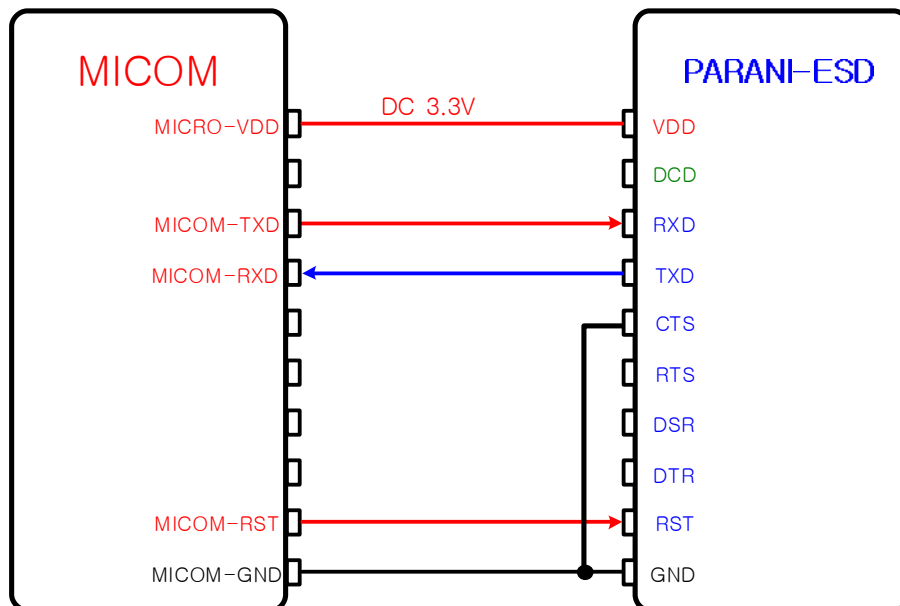 MICOM
PARANI-ESD
DC 3.3V
MICRO-VDD
VDD
DCD
MICOM-TXD
RXD
MICOM-RXD
TXD
CTS
RTS
DSR
DTR
MICOM-RST
RST
MICOM-GND
GND